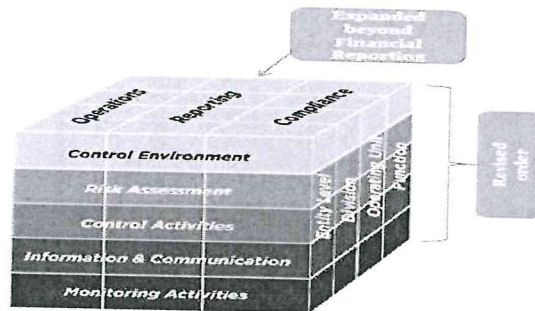 Expanded
beyond
Financial
Reporting
Operations
Reporting
Compliance
Control Environment
Risk Assessment
Control Activities
Information & Communication
Monitoring Activities
Entity Level
Division
Operating Unit
Function
Revised
order